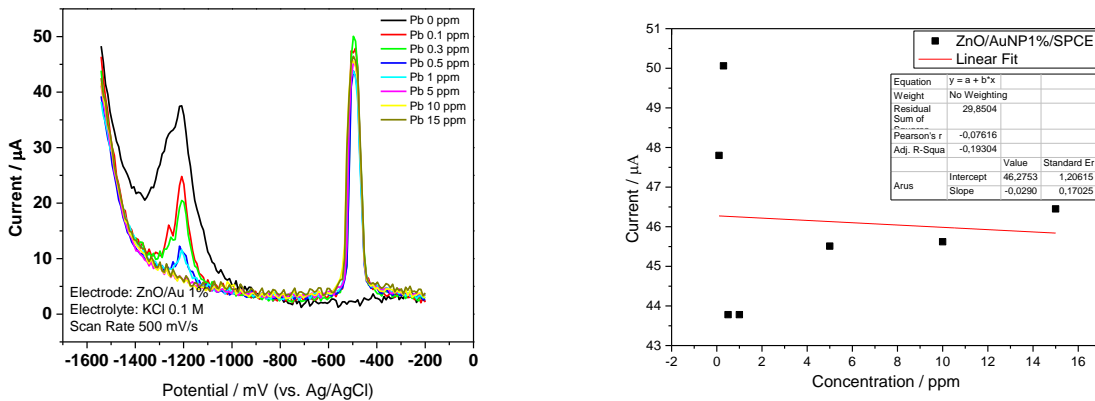 Pb 0 ppm
Pb 0.1 ppm
Pb 0.3 ppm
Pb 0.5 ppm
Pb 1 ppm
Pb 5 ppm
Pb 10 ppm
Pb 15 ppm
50
40
30
20
10
0
Current / µA
Electrode: ZnO/Au 1%
Electrolyte: KCl 0.1 M
Scan Rate 500 mV/s
-1600 -1400 -1200 -1000 -800 -600 -400 -200 0
Potential / mV (vs. Ag/AgCl)
51
50
49
48
47
46
45
44
43
Current / µA
ZnO/AuNP1%/SPCE
Linear Fit
Equation y = a + b*x
Weight No Weighting
Residual 29,8504
Sum of
Pearson's r -0,07616
Adj. R-Squa -0,19304
Value Standard Er
Arus Intercept 46,2753 1,20615
Slope -0,0290 0,17025
-2 0 2 4 6 8 10 12 14 16
Concentration / ppm